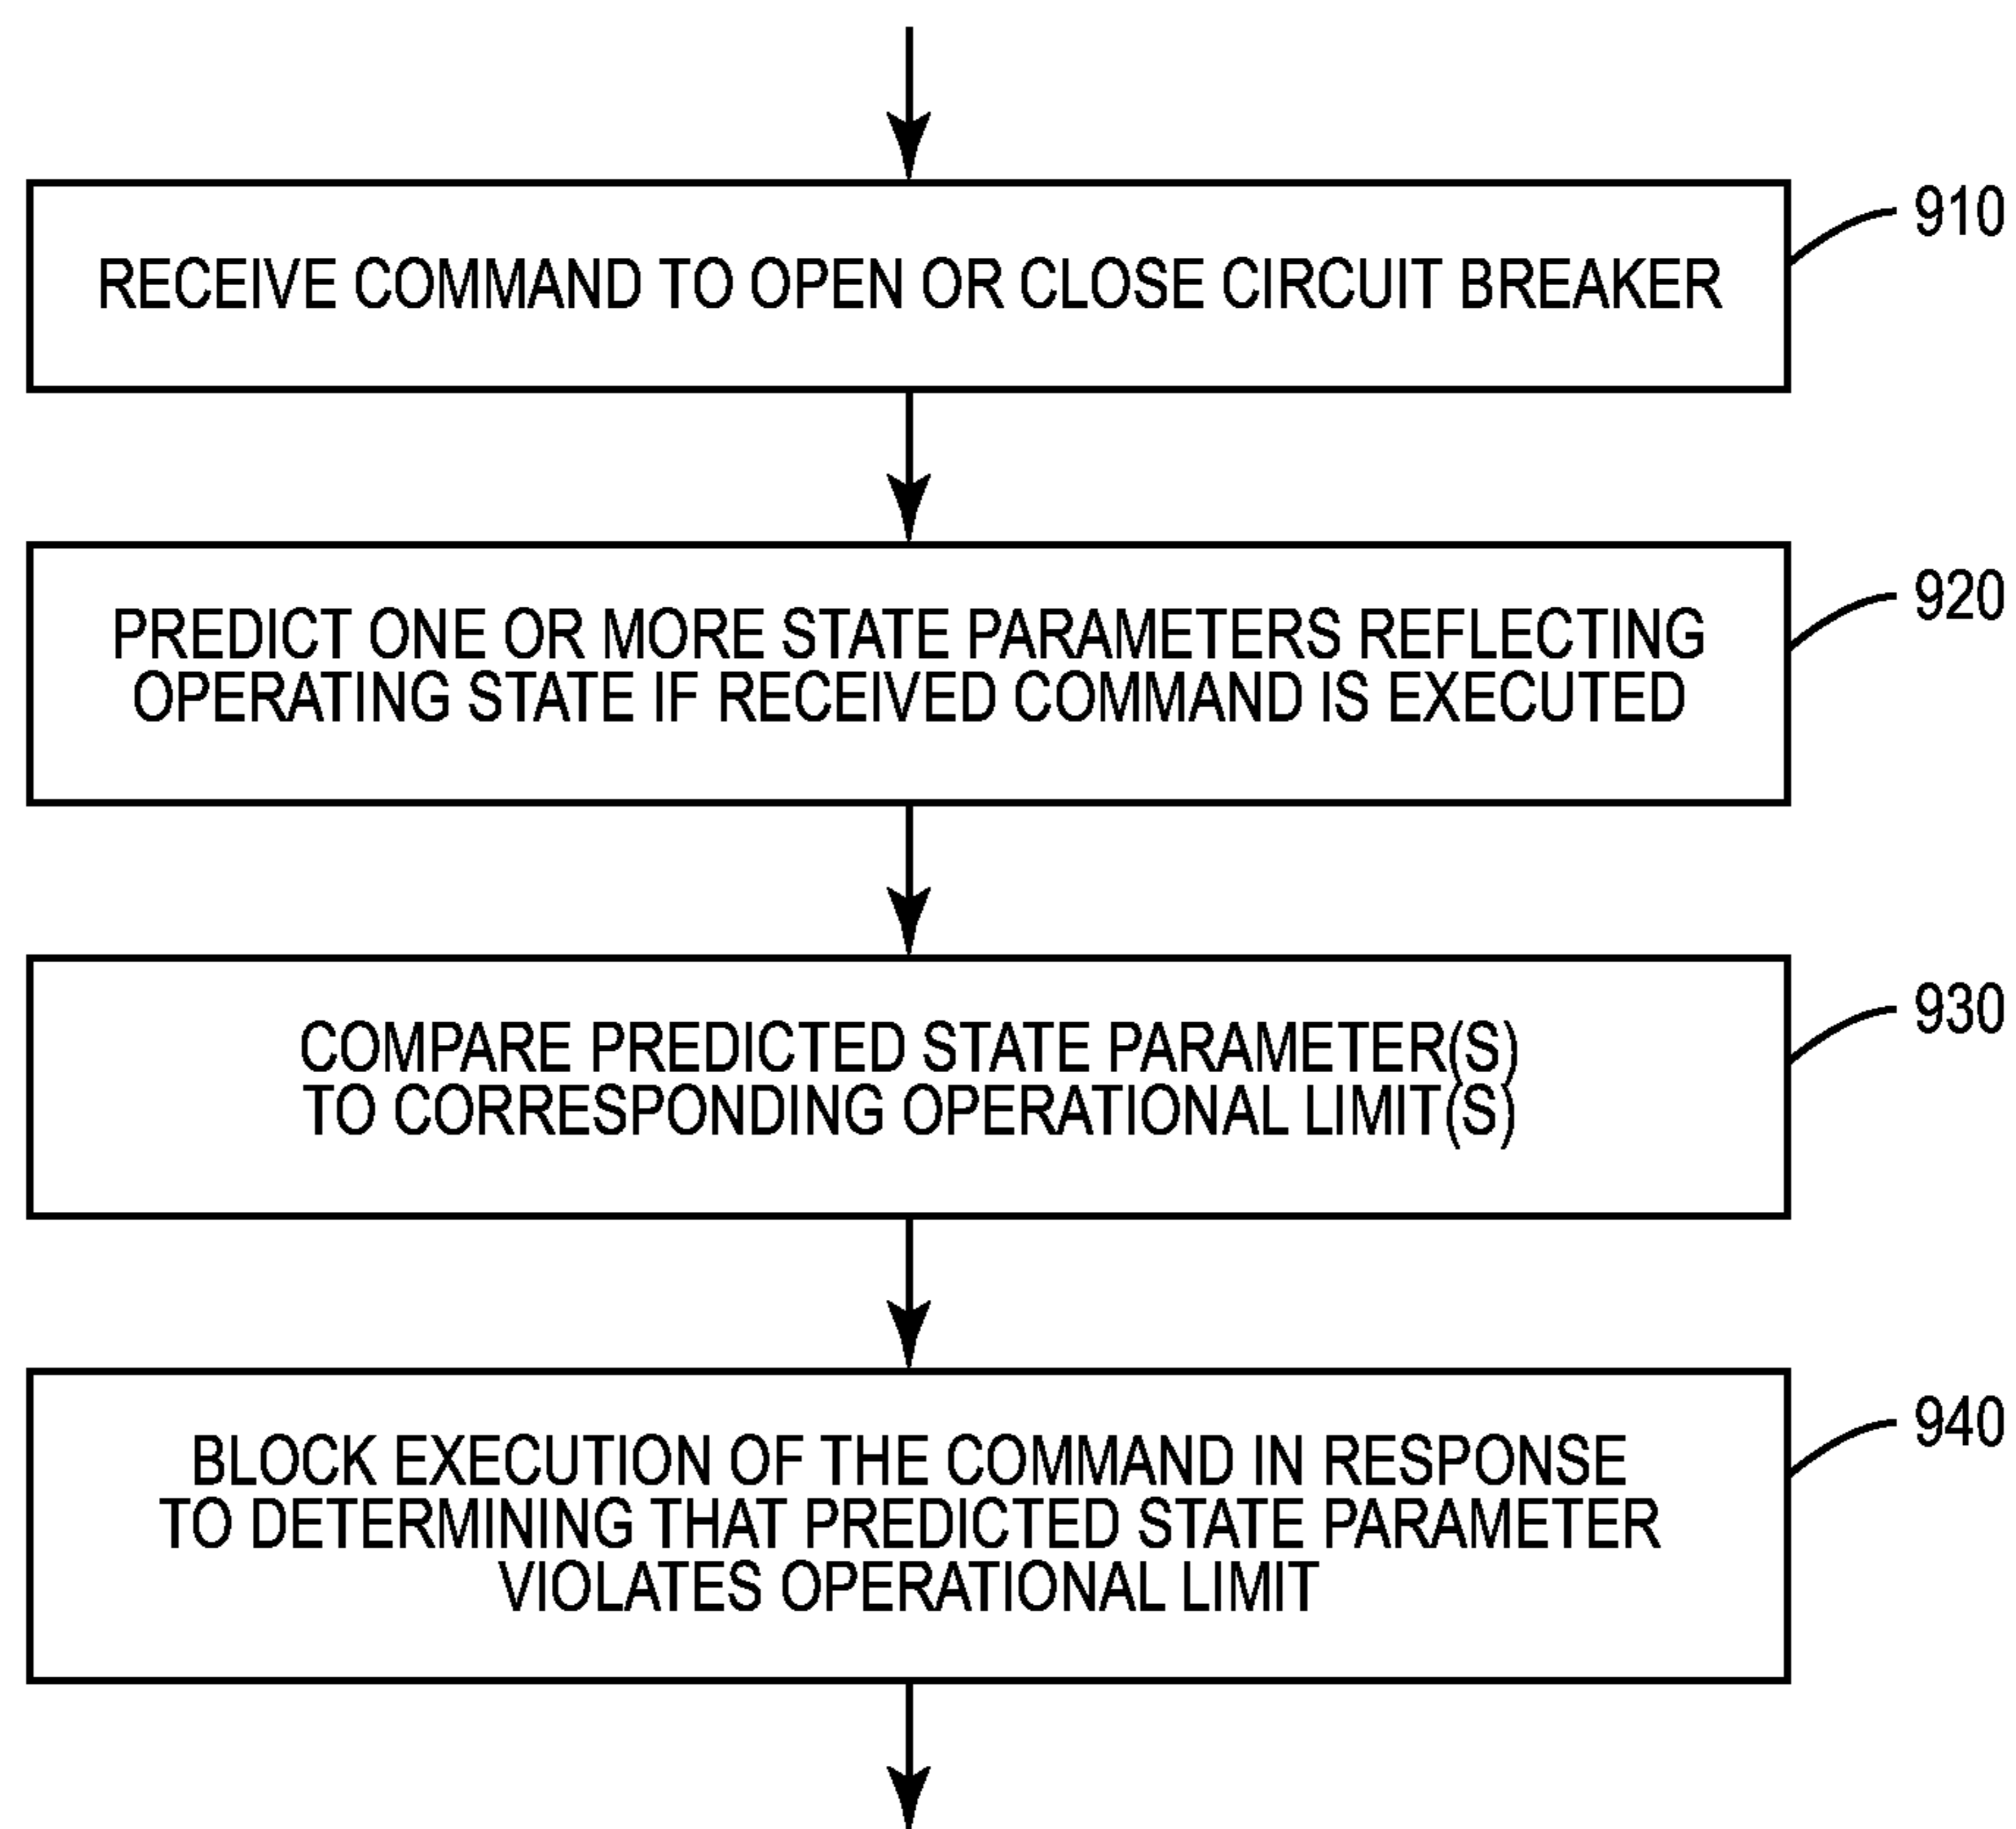 910
RECEIVE COMMAND TO OPEN OR CLOSE CIRCUIT BREAKER
920
PREDICT ONE OR MORE STATE PARAMETERS REFLECTING
OPERATING STATE IF RECEIVED COMMAND IS EXECUTED
930
COMPARE PREDICTED STATE PARAMETER(S)
TO CORRESPONDING OPERATIONAL LIMIT(S)
940
BLOCK EXECUTION OF THE COMMAND IN RESPONSE
TO DETERMINING THAT PREDICTED STATE PARAMETER
VIOLATES OPERATIONAL LIMIT